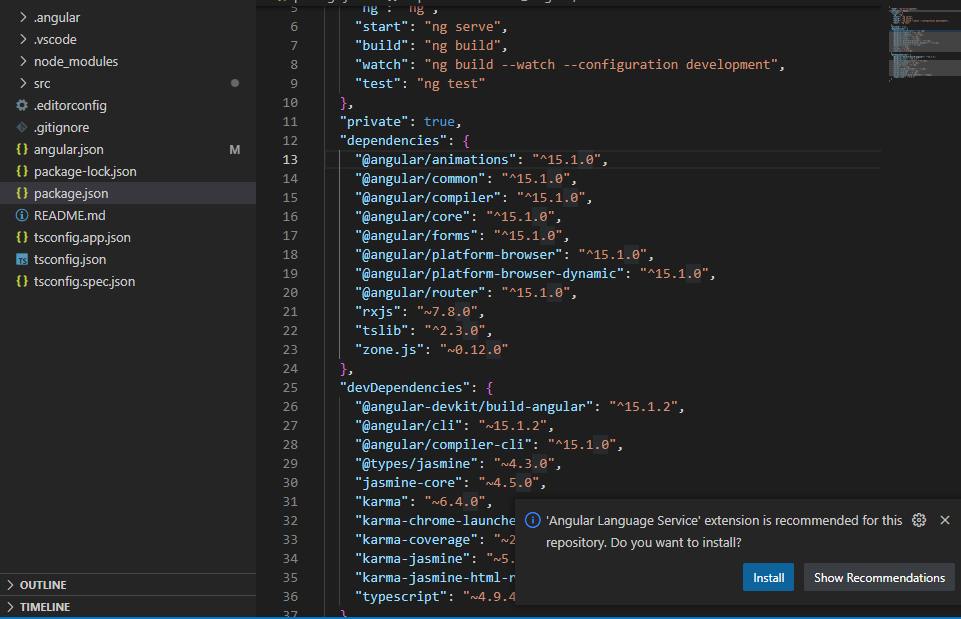 .angular
.vscode
node_modules
src
.editorconfig
.gitignore
{} angular.json M
{} package-lock.json
{} package.json
README.md
{} tsconfig.app.json
TS tsconfig.json
{} tsconfig.spec.json
OUTLINE
TIMELINE
5 "ng": "ng",
6 "start": "ng serve",
7 "build": "ng build",
8 "watch": "ng build --watch --configuration development",
9 "test": "ng test"
10 },
11 "private": true,
12 "dependencies": {
13 "@angular/animations": "^15.1.0",
14 "@angular/common": "^15.1.0",
15 "@angular/compiler": "^15.1.0",
16 "@angular/core": "^15.1.0",
17 "@angular/forms": "^15.1.0",
18 "@angular/platform-browser": "^15.1.0",
19 "@angular/platform-browser-dynamic": "^15.1.0",
20 "@angular/router": "^15.1.0",
21 "rxjs": "~7.8.0",
22 "tslib": "^2.3.0",
23 "zone.js": "~0.12.0"
24 },
25 "devDependencies": {
26 "@angular-devkit/build-angular": "^15.1.2",
27 "@angular/cli": "~15.1.2",
28 "@angular/compiler-cli": "^15.1.0",
29 "@types/jasmine": "~4.3.0",
30 "jasmine-core": "~4.5.0",
31 "karma": "~6.4.0",
32 "karma-chrome-launche
33 "karma-coverage": "~2
34 "karma-jasmine": "~5.
35 "karma-jasmine-html-r
36 "typescript": "~4.9.4
37 }
'Angular Language Service' extension is recommended for this
repository. Do you want to install?
Install
Show Recommendations